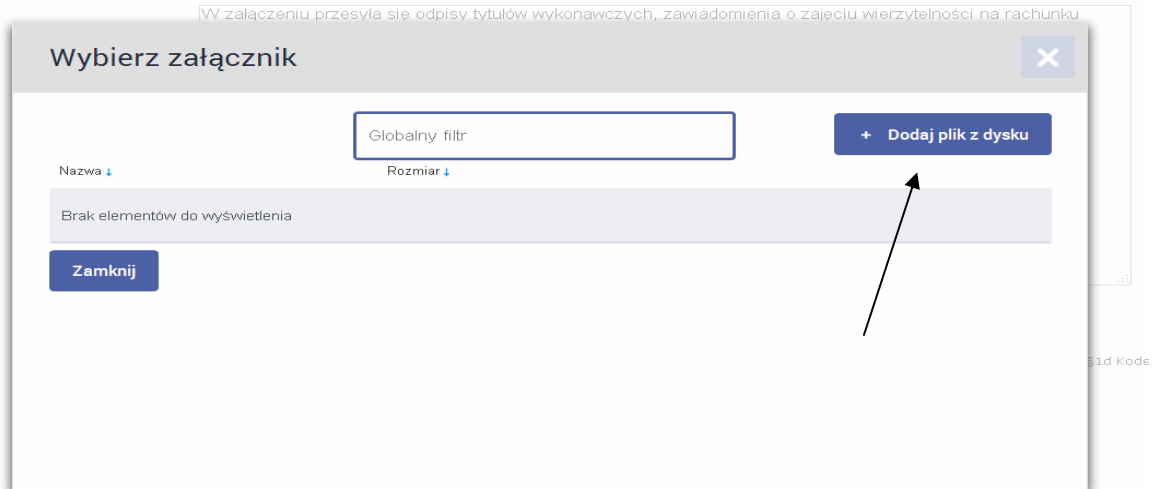 W załączeniu przesyła się odpisy tytułów wykonawczych, zawiadomienia o zajęciu wierzytelności na rachunku
Wybierz załącznik
Globalny filtr
+ Dodaj plik z dysku
Nazwa ↓ Rozmiar ↓
Brak elementów do wyświetlenia
Zamknij
§1d Kode